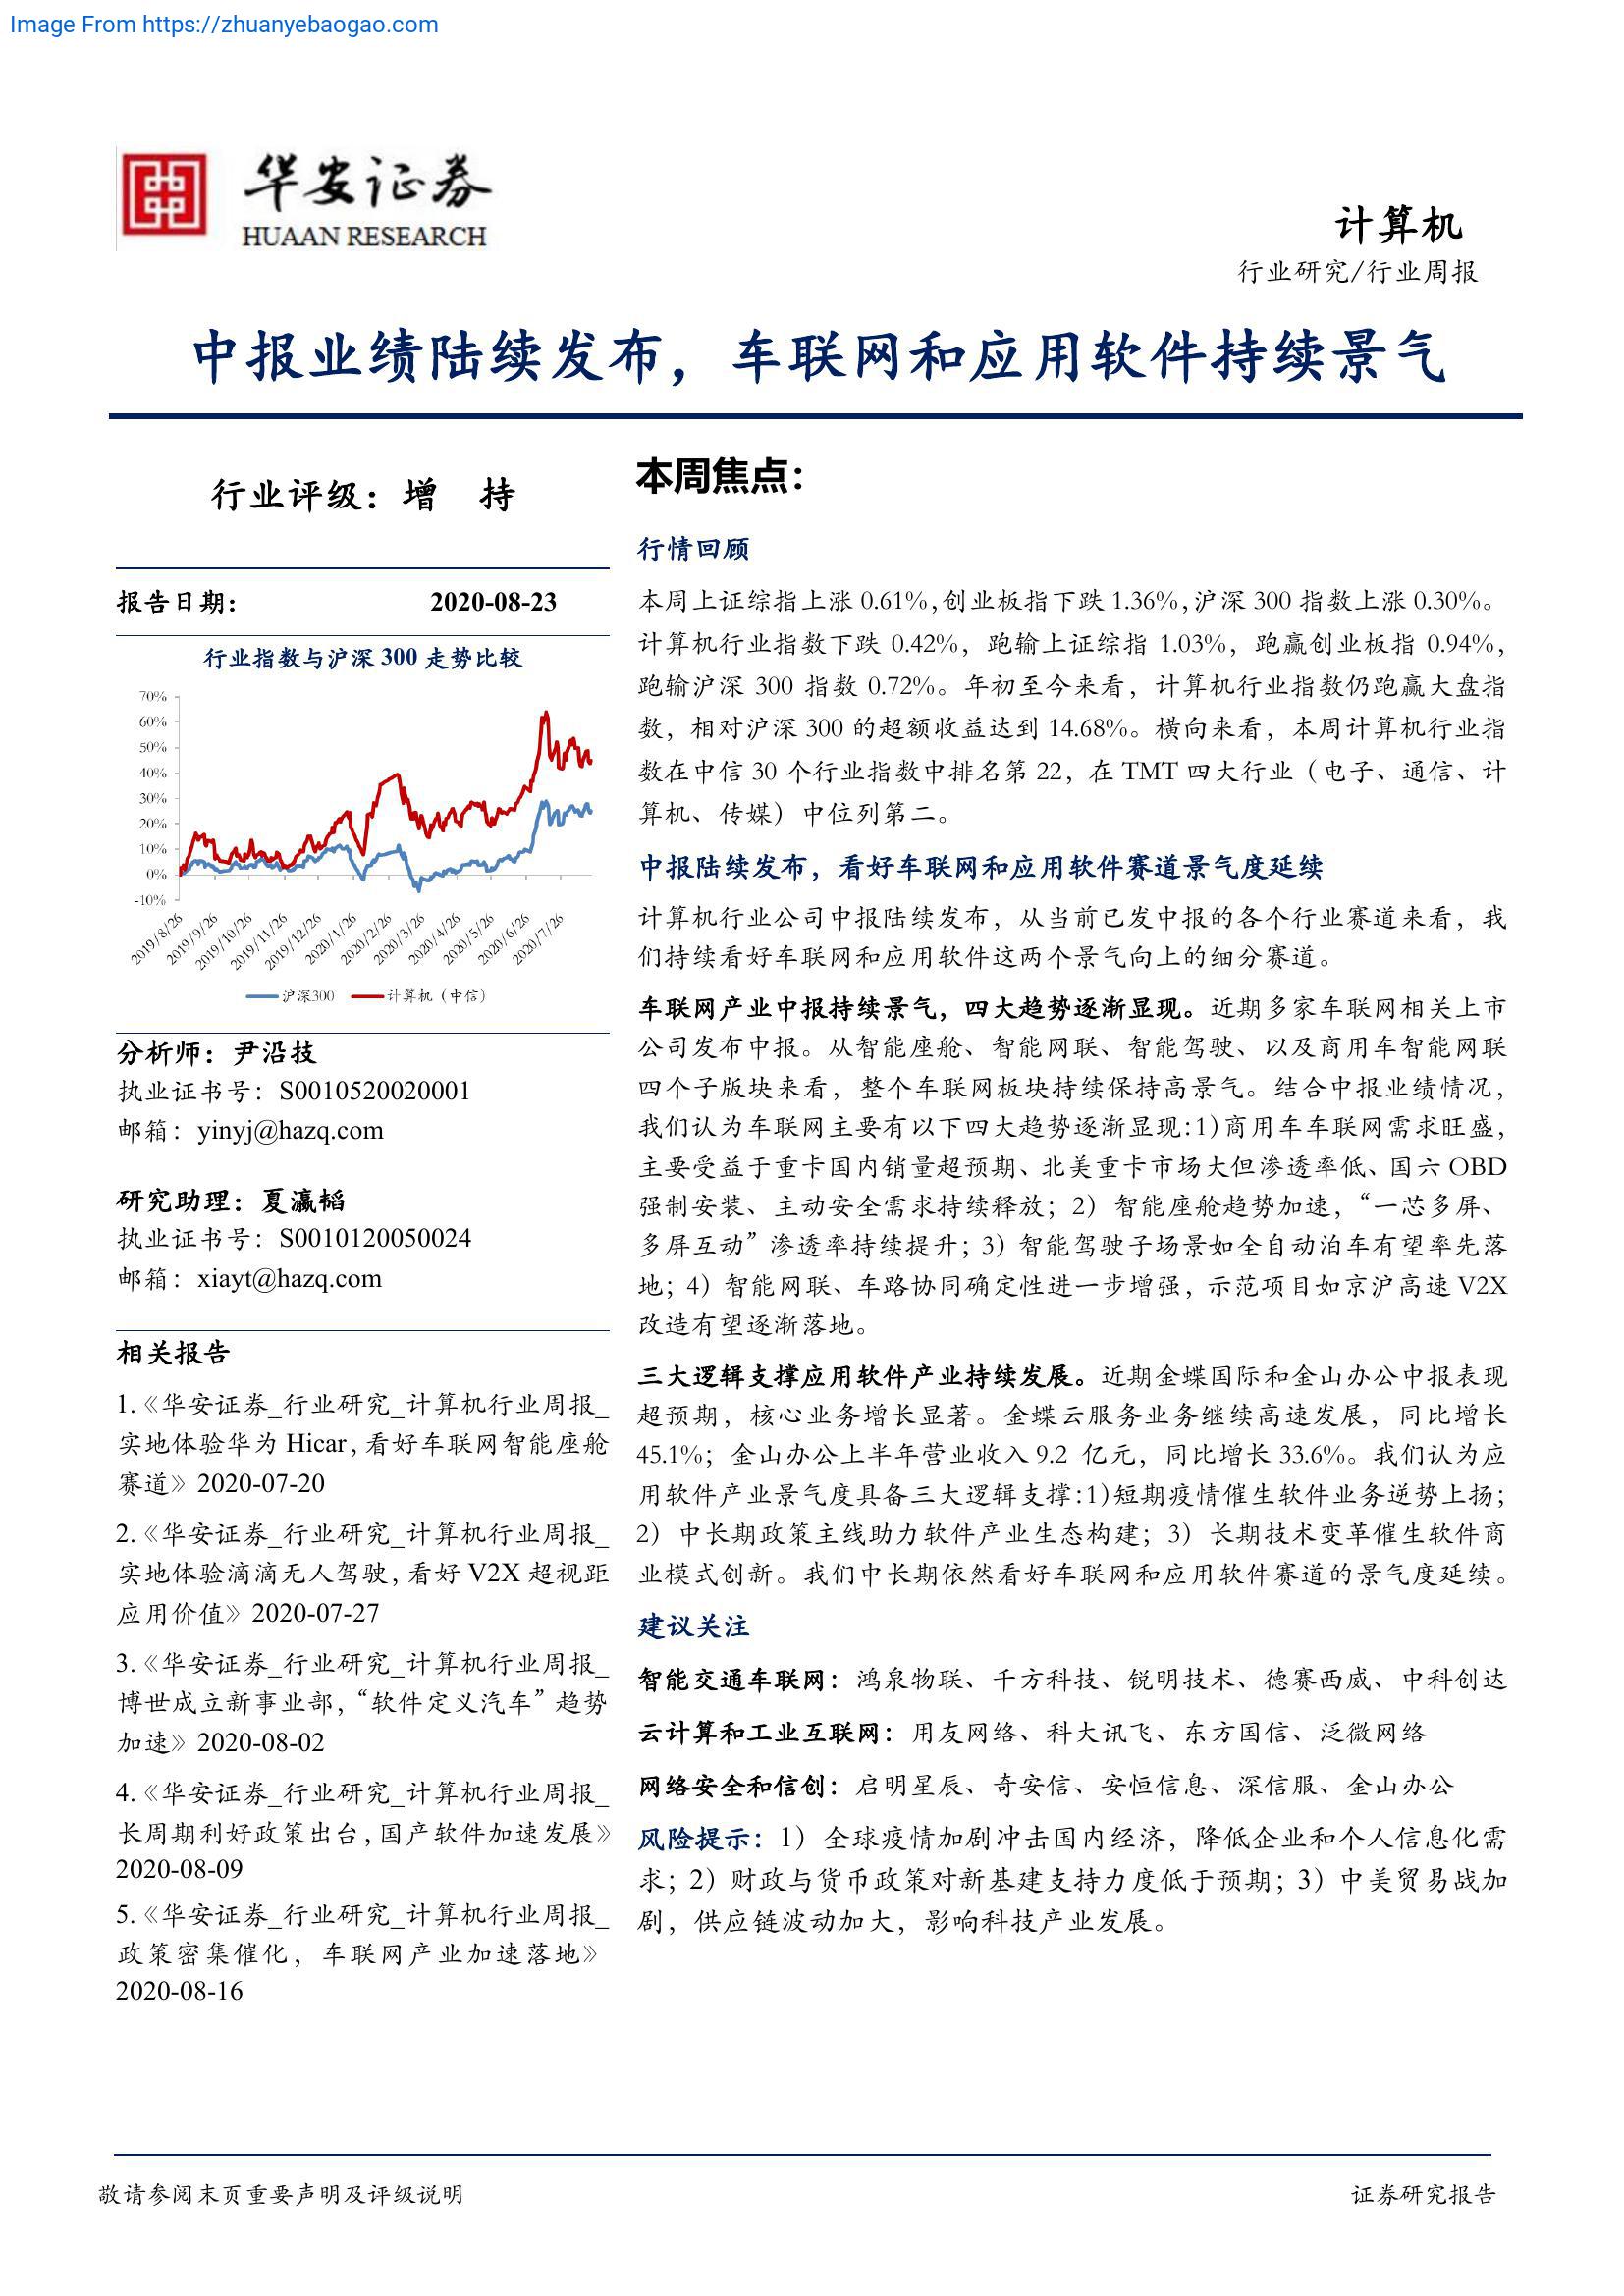 Image From https://zhuanyebaogao.com
华安证券
HUAAN RESEARCH
计算机
行业研究/行业周报
中报业绩陆续发布，车联网和应用软件持续景气
行业评级：增 持
报告日期： 2020-08-23
行业指数与沪深 300 走势比较
70%
60%
50%
40%
30%
20%
10%
0%
-10%
2019/8/26
2019/9/26
2019/10/26
2019/11/26
2019/12/26
2020/1/26
2020/2/26
2020/3/26
2020/4/26
2020/5/26
2020/6/26
2020/7/26
沪深300 计算机（中信）
分析师：尹沿技
执业证书号：S0010520020001
邮箱：yinyj@hazq.com
研究助理：夏瀛韬
执业证书号：S0010120050024
邮箱：xiayt@hazq.com
相关报告
1.《华安证券_行业研究_计算机行业周报_
实地体验华为 Hicar，看好车联网智能座舱
赛道》2020-07-20
2.《华安证券_行业研究_计算机行业周报_
实地体验滴滴无人驾驶，看好 V2X 超视距
应用价值》2020-07-27
3.《华安证券_行业研究_计算机行业周报_
博世成立新事业部，“软件定义汽车”趋势
加速》2020-08-02
4.《华安证券_行业研究_计算机行业周报_
长周期利好政策出台，国产软件加速发展》
2020-08-09
5.《华安证券_行业研究_计算机行业周报_
政策密集催化，车联网产业加速落地》
2020-08-16
本周焦点：
行情回顾
本周上证综指上涨 0.61%，创业板指下跌 1.36%，沪深 300 指数上涨 0.30%。
计算机行业指数下跌 0.42%，跑输上证综指 1.03%，跑赢创业板指 0.94%，
跑输沪深 300 指数 0.72%。年初至今来看，计算机行业指数仍跑赢大盘指
数，相对沪深 300 的超额收益达到 14.68%。横向来看，本周计算机行业指
数在中信 30 个行业指数中排名第 22，在 TMT 四大行业（电子、通信、计
算机、传媒）中位列第二。
中报陆续发布，看好车联网和应用软件赛道景气度延续
计算机行业公司中报陆续发布，从当前已发中报的各个行业赛道来看，我
们持续看好车联网和应用软件这两个景气向上的细分赛道。
车联网产业中报持续景气，四大趋势逐渐显现。近期多家车联网相关上市
公司发布中报。从智能座舱、智能网联、智能驾驶、以及商用车智能网联
四个子版块来看，整个车联网板块持续保持高景气。结合中报业绩情况，
我们认为车联网主要有以下四大趋势逐渐显现：1）商用车车联网需求旺盛，
主要受益于重卡国内销量超预期、北美重卡市场大但渗透率低、国六 OBD
强制安装、主动安全需求持续释放；2）智能座舱趋势加速，“一芯多屏、
多屏互动”渗透率持续提升；3）智能驾驶子场景如全自动泊车有望率先落
地；4）智能网联、车路协同确定性进一步增强，示范项目如京沪高速 V2X
改造有望逐渐落地。
三大逻辑支撑应用软件产业持续发展。近期金蝶国际和金山办公中报表现
超预期，核心业务增长显著。金蝶云服务业务继续高速发展，同比增长
45.1%；金山办公上半年营业收入 9.2 亿元，同比增长 33.6%。我们认为应
用软件产业景气度具备三大逻辑支撑：1）短期疫情催生软件业务逆势上扬；
2）中长期政策主线助力软件产业生态构建；3）长期技术变革催生软件商
业模式创新。我们中长期依然看好车联网和应用软件赛道的景气度延续。
建议关注
智能交通车联网：鸿泉物联、千方科技、锐明技术、德赛西威、中科创达
云计算和工业互联网：用友网络、科大讯飞、东方国信、泛微网络
网络安全和信创：启明星辰、奇安信、安恒信息、深信服、金山办公
风险提示：1）全球疫情加剧冲击国内经济，降低企业和个人信息化需
求；2）财政与货币政策对新基建支持力度低于预期；3）中美贸易战加
剧，供应链波动加大，影响科技产业发展。
敬请参阅末页重要声明及评级说明 证券研究报告